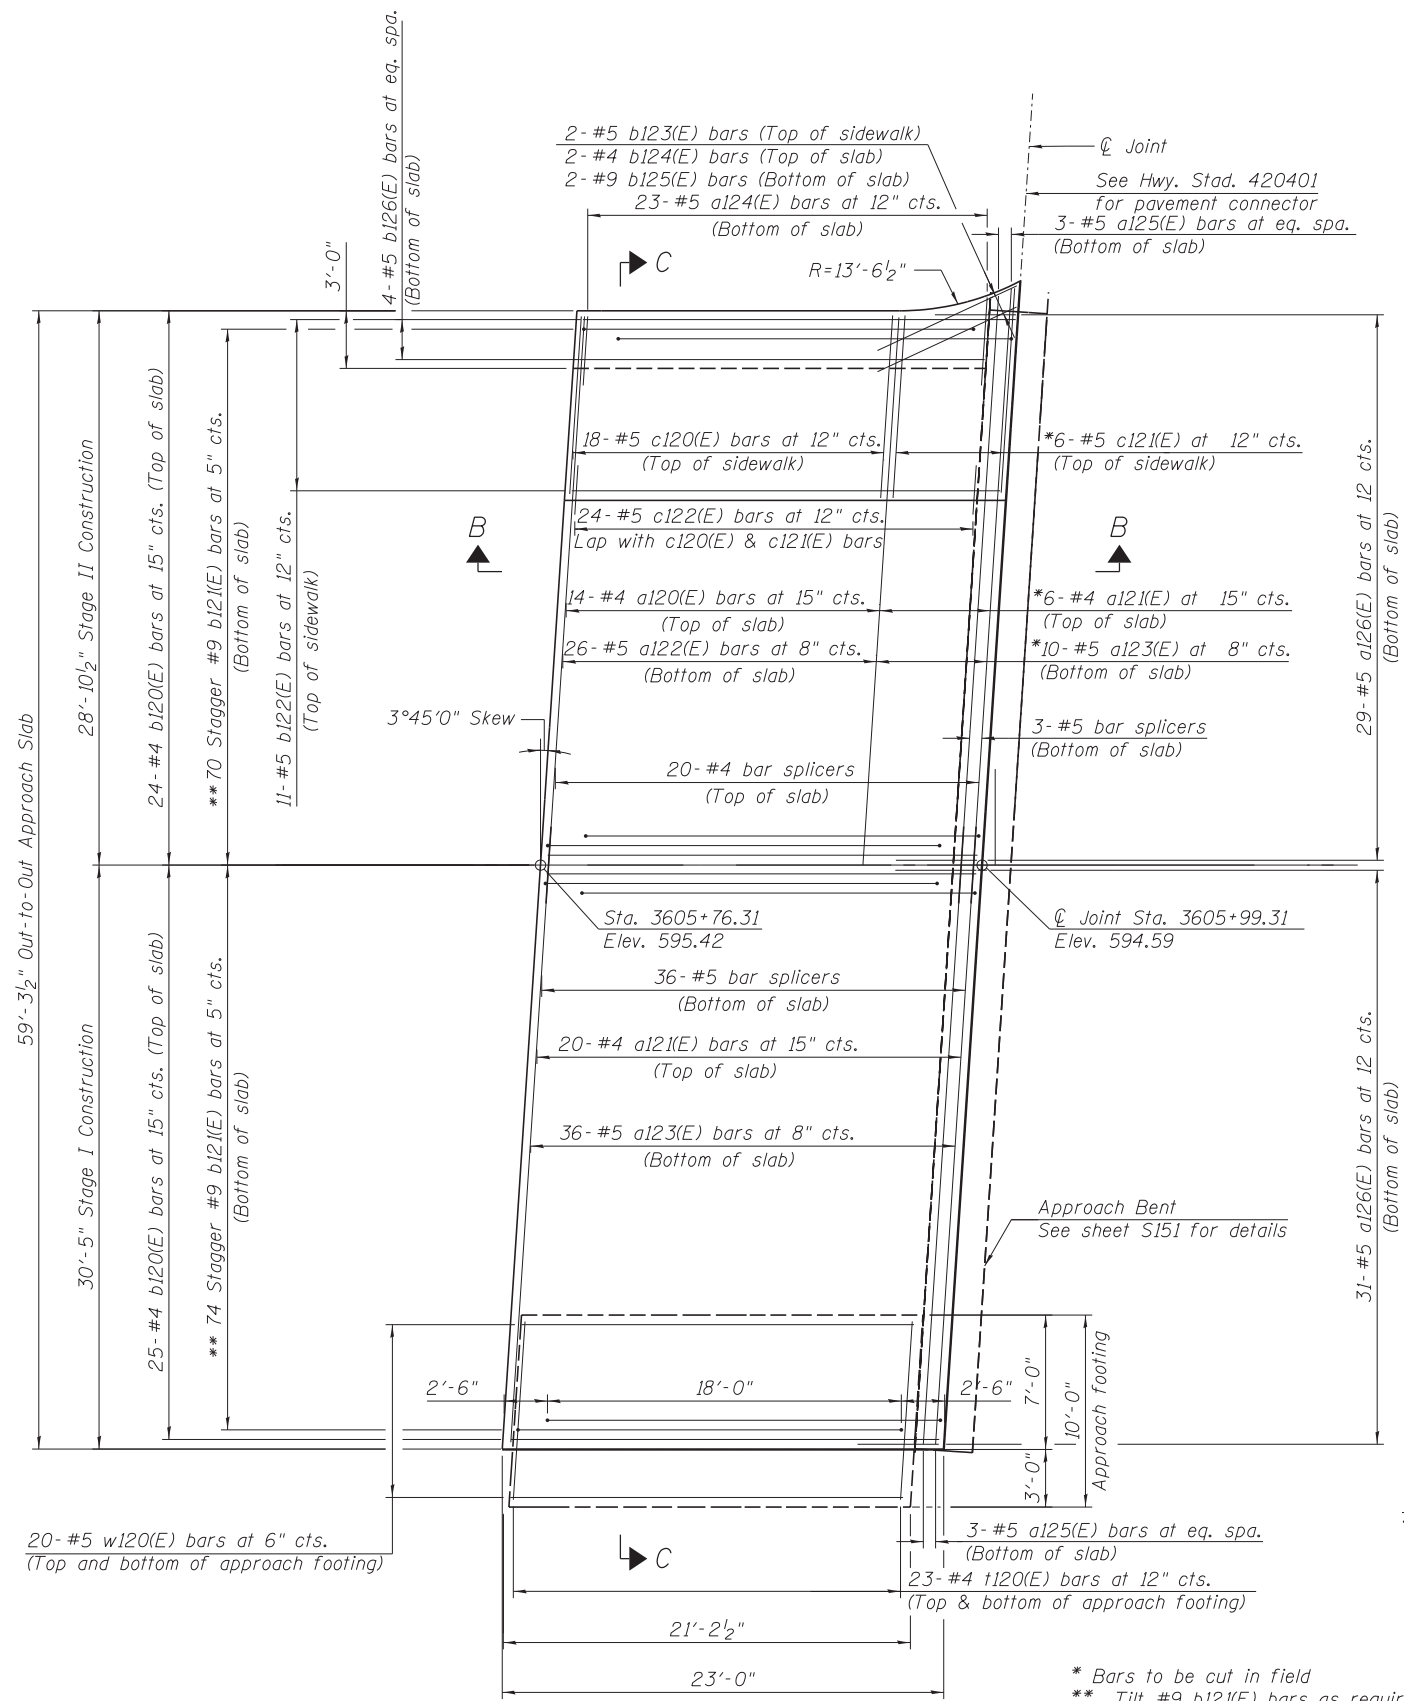 4-#5 b126(E) bars at eq. spa.
(Bottom of slab)
3'-0"
2-#5 b123(E) bars (Top of sidewalk)
2-#4 b124(E) bars (Top of slab)
2-#9 b125(E) bars (Bottom of slab)
23-#5 a124(E) bars at 12" cts.
(Bottom of slab)
℄ Joint
See Hwy. Stad. 420401
for pavement connector
3-#5 a125(E) bars at eq. spa.
(Bottom of slab)
C
R=13'-6½"
59'-3½" Out-to-Out Approach Slab
28'-10½" Stage II Construction
24-#4 b120(E) bars at 15" cts. (Top of slab)
**70 Stagger #9 b121(E) bars at 5" cts.
(Bottom of slab)
11-#5 b122(E) bars at 12" cts.
(Top of sidewalk)
18-#5 c120(E) bars at 12" cts.
(Top of sidewalk)
*6-#5 c121(E) at 12" cts.
(Top of sidewalk)
24-#5 c122(E) bars at 12" cts.
Lap with c120(E) & c121(E) bars
B
B
14-#4 a120(E) bars at 15" cts.
(Top of slab)
*6-#4 a121(E) at 15" cts.
(Top of slab)
26-#5 a122(E) bars at 8" cts.
(Bottom of slab)
*10-#5 a123(E) at 8" cts.
(Bottom of slab)
29-#5 a126(E) bars at 12 cts.
(Bottom of slab)
3°45'0" Skew
3-#5 bar splicers
(Bottom of slab)
20-#4 bar splicers
(Top of slab)
Sta. 3605+76.31
Elev. 595.42
℄ Joint Sta. 3605+99.31
Elev. 594.59
30'-5" Stage I Construction
25-#4 b120(E) bars at 15" cts. (Top of slab)
** 74 Stagger #9 b121(E) bars at 5" cts.
(Bottom of slab)
36-#5 bar splicers
(Bottom of slab)
20-#4 a121(E) bars at 15" cts.
(Top of slab)
36-#5 a123(E) bars at 8" cts.
(Bottom of slab)
31-#5 a126(E) bars at 12 cts.
(Bottom of slab)
Approach Bent
See sheet S151 for details
2'-6"
18'-0"
2'-6"
7'-0"
3'-0"
10'-0"
Approach footing
20-#5 w120(E) bars at 6" cts.
(Top and bottom of approach footing)
C
3-#5 a125(E) bars at eq. spa.
(Bottom of slab)
23-#4 t120(E) bars at 12" cts.
(Top & bottom of approach footing)
21'-2½"
23'-0"
* Bars to be cut in field
** Tilt #9 b121(E) bars as requir